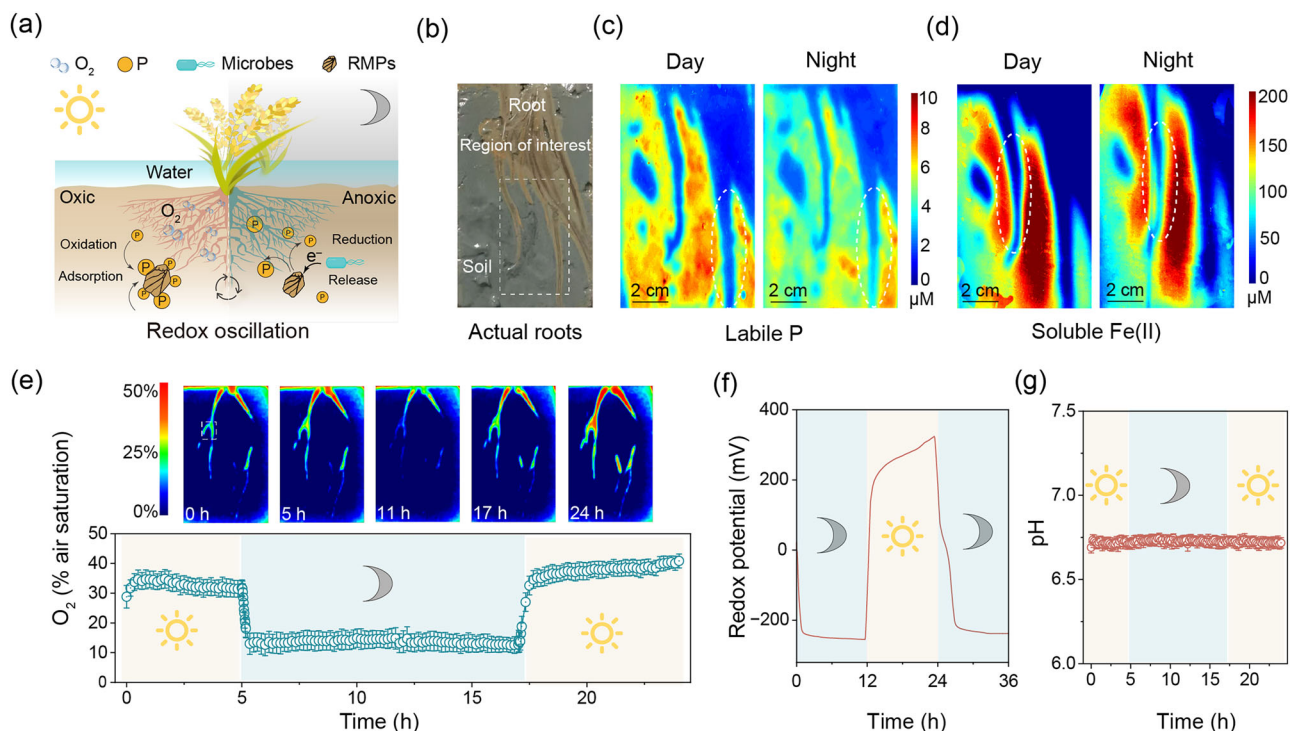 (a)
O2
P
Microbes
RMPs
Water
Oxic
Anoxic
O2
P
P
P
Oxidation
Reduction
P
P
P
P
e−
Adsorption
P
P
P
P
Release
P
P
Redox oscillation
(b)
Root
Region of interest
Soil
Actual roots
(c)
Day
Night
10
8
6
4
2
0
μM
2 cm
2 cm
Labile P
(d)
Day
Night
200
150
100
50
0
μM
2 cm
2 cm
Soluble Fe(II)
(e)
50%
25%
0%
0 h
5 h
11 h
17 h
24 h
O2 (% air saturation)
50
40
30
20
10
0
0
5
10
15
20
Time (h)
(f)
Redox potential (mV)
400
200
0
−200
0
12
24
36
Time (h)
(g)
pH
7.5
7.0
6.5
6.0
0
5
10
15
20
Time (h)